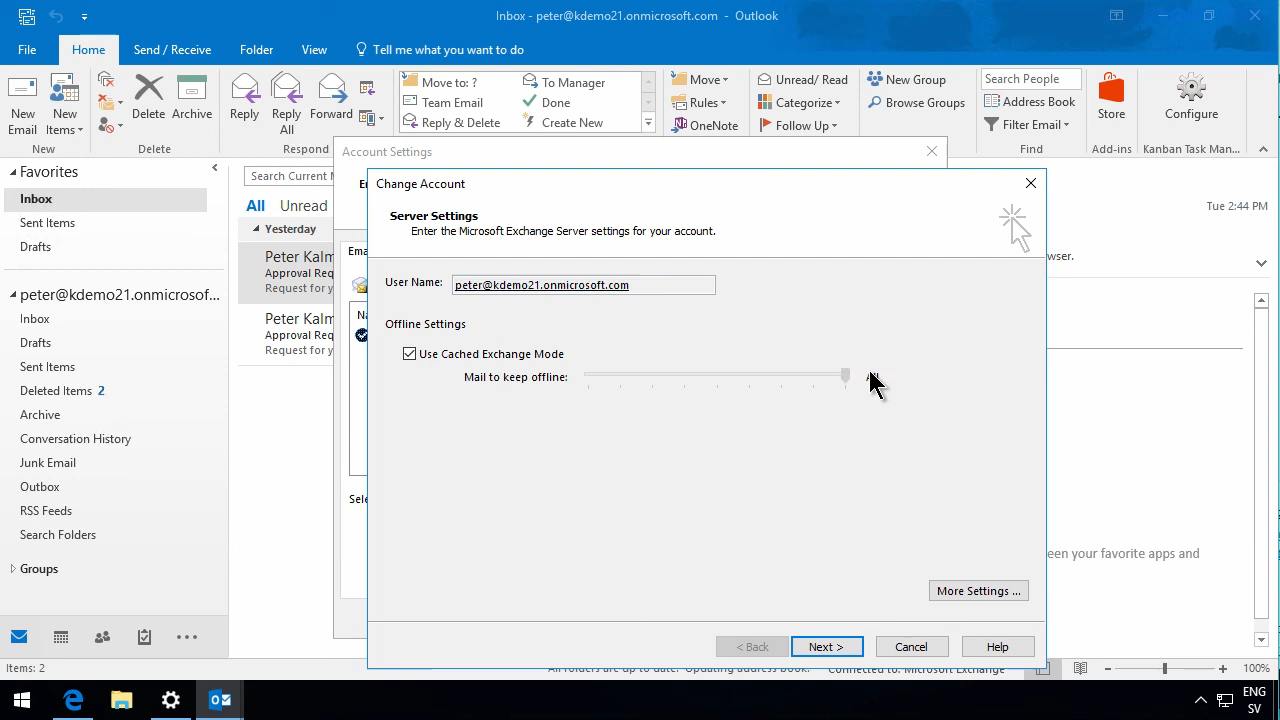 Inbox - peter@kdemo21.onmicrosoft.com - Outlook
File
Home
Send / Receive
Folder
View
Tell me what you want to do
New Email
New Items
Delete
Archive
Reply
Reply All
Forward
Move to: ?
To Manager
Team Email
Done
Reply & Delete
Create New
Move
Rules
OneNote
Unread/ Read
Categorize
Follow Up
New Group
Browse Groups
Search People
Address Book
Filter Email
Store
Configure
New
Delete
Respond
Find
Add-ins
Kanban Task Man...
Favorites
Inbox
Sent Items
Drafts
peter@kdemo21.onmicrosof...
Inbox
Drafts
Sent Items
Deleted Items 2
Archive
Conversation History
Junk Email
Outbox
RSS Feeds
Search Folders
Groups
Search Current M
All
Unread
Yesterday
Peter Kalm
Approval Req
Request for y
Peter Kalm
Approval Req
Request for y
Account Settings
Ema
Sele
Change Account
Server Settings
Enter the Microsoft Exchange Server settings for your account.
User Name:
peter@kdemo21.onmicrosoft.com
Offline Settings
Use Cached Exchange Mode
Mail to keep offline:
More Settings ...
< Back
Next >
Cancel
Help
Tue 2:44 PM
wser.
een your favorite apps and
Items: 2
All folders are up to date.
Updating address book.
Connected to: Microsoft Exchange
100%
ENG
SV